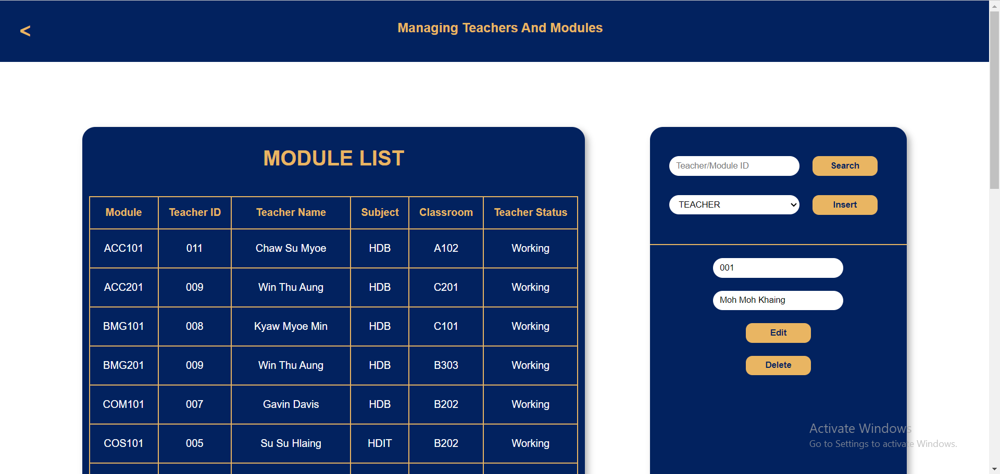 <
Managing Teachers And Modules
MODULE LIST
Module Teacher ID Teacher Name Subject Classroom Teacher Status
ACC101 011 Chaw Su Myoe HDB A102 Working
ACC201 009 Win Thu Aung HDB C201 Working
BMG101 008 Kyaw Myoe Min HDB C101 Working
BMG201 009 Win Thu Aung HDB B303 Working
COM101 007 Gavin Davis HDB B202 Working
COS101 005 Su Su Hlaing HDIT B202 Working
Teacher/Module ID Search
TEACHER Insert
001
Moh Moh Khaing
Edit
Delete
Activate Windows
Go to Settings to activate Windows.